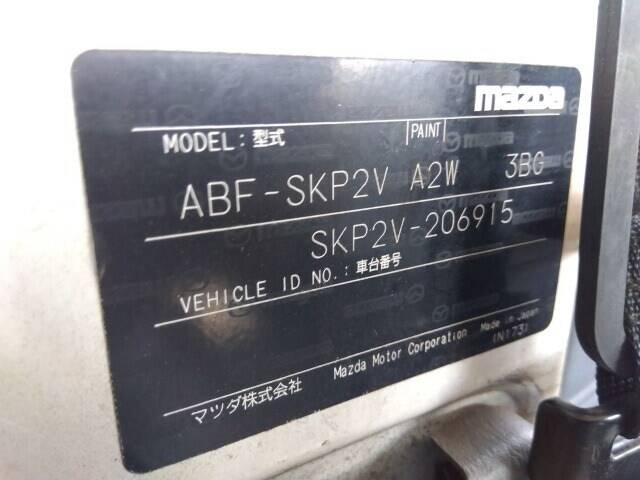 mazda
MODEL: 型式 PAINT
ABF-SKP2V A2W 3BG
SKP2V-206915
VEHICLE ID NO.: 車台番号
マツダ株式会社 Mazda Motor Corporation Made in Japan
(N173)